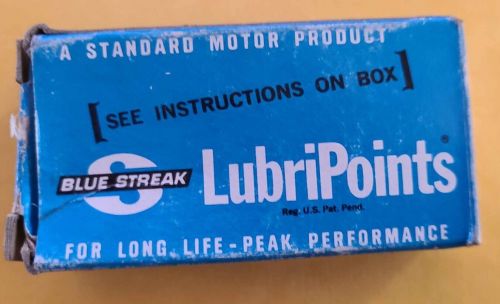 A STANDARD MOTOR PRODUCT
[SEE INSTRUCTIONS ON BOX]
S
BLUE STREAK LubriPoints®
Reg. U.S. Pat. Pend.
FOR LONG LIFE-PEAK PERFORMANCE